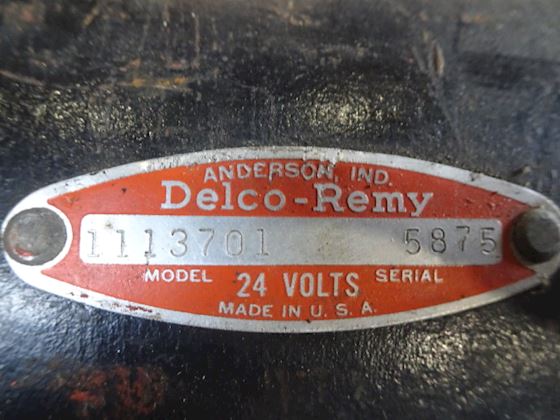 ANDERSON, IND.
Delco-Remy
1113701 5875
MODEL 24 VOLTS SERIAL
MADE IN U. S. A.